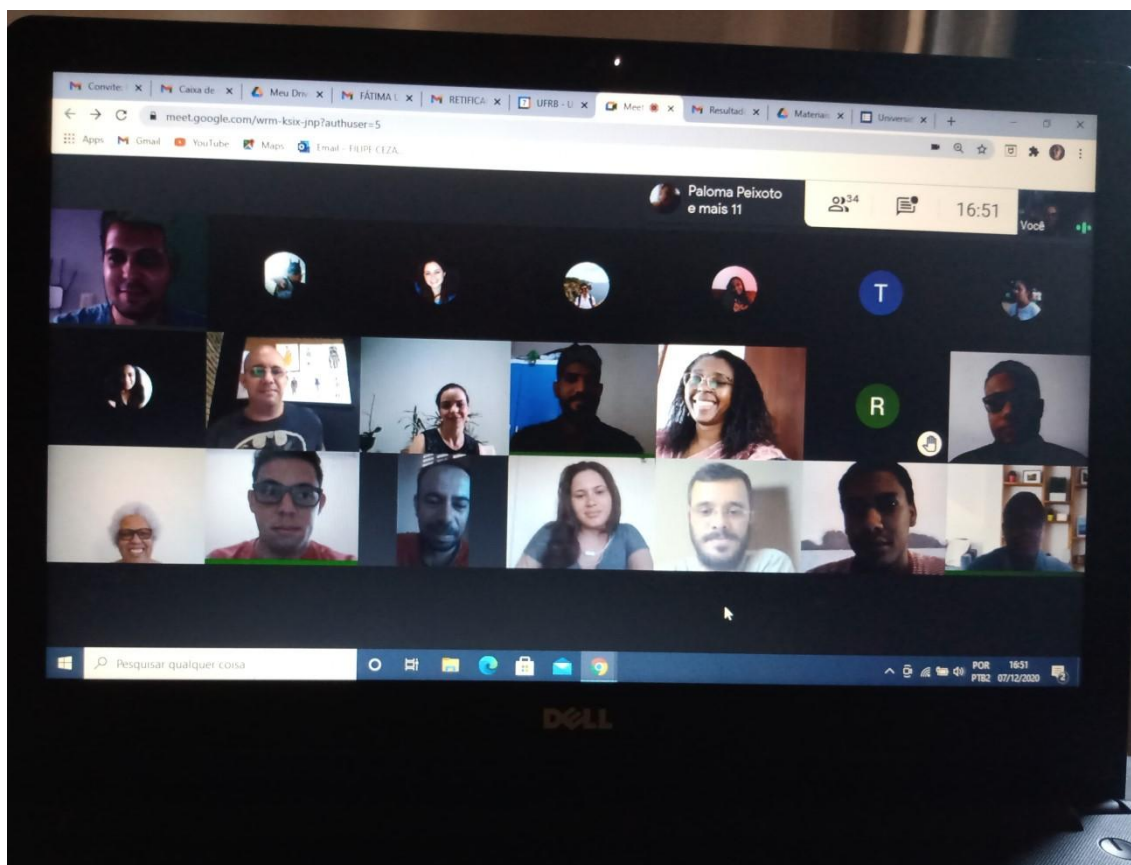 Convite:
Caixa de
Meu Driv
FÁTIMA L
RETIFICA
UFRB - U
Meet
Resultad
Materiais
Universi
meet.google.com/wrm-ksix-jnp?authuser=5
Apps
Gmail
YouTube
Maps
Email – FILIPE CEZA...
Paloma Peixoto
e mais 11
34
16:51
Você
T
R
Pesquisar qualquer coisa
POR
PTB2
16:51
07/12/2020
2
DELL